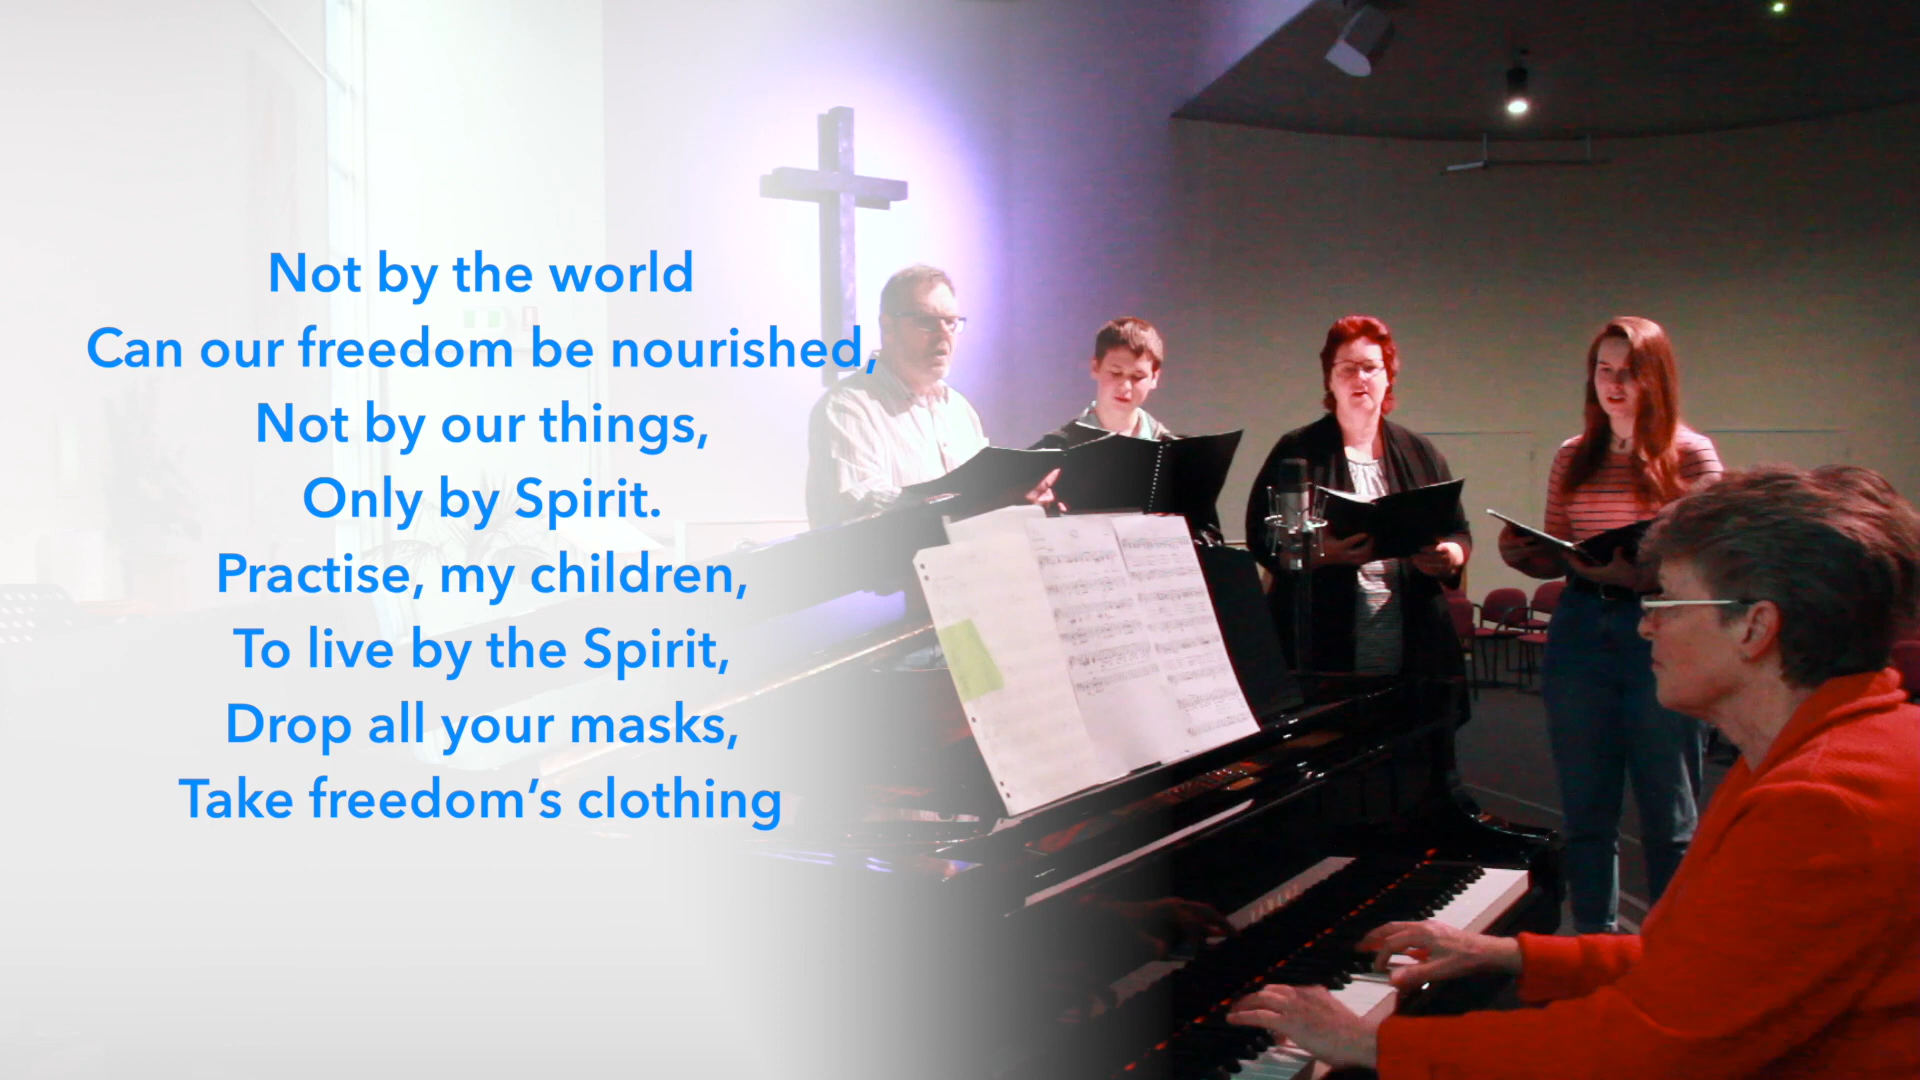 Not by the world
Can our freedom be nourished,
Not by our things,
Only by Spirit.
Practise, my children,
To live by the Spirit,
Drop all your masks,
Take freedom’s clothing